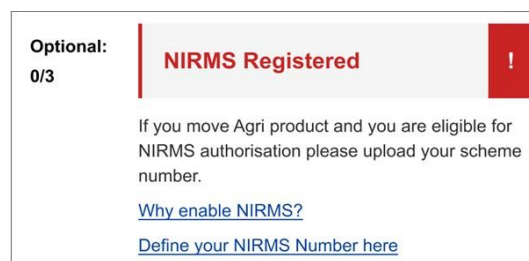 Optional:
0/3
NIRMS Registered
!
If you move Agri product and you are eligible for
NIRMS authorisation please upload your scheme
number.
Why enable NIRMS?
Define your NIRMS Number here